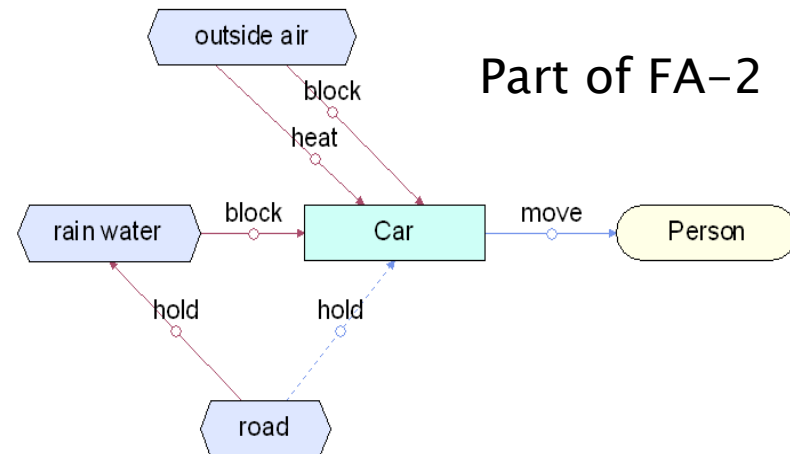 outside air
Part of FA-2
block
heat
rain water
block
Car
move
Person
hold
hold
road